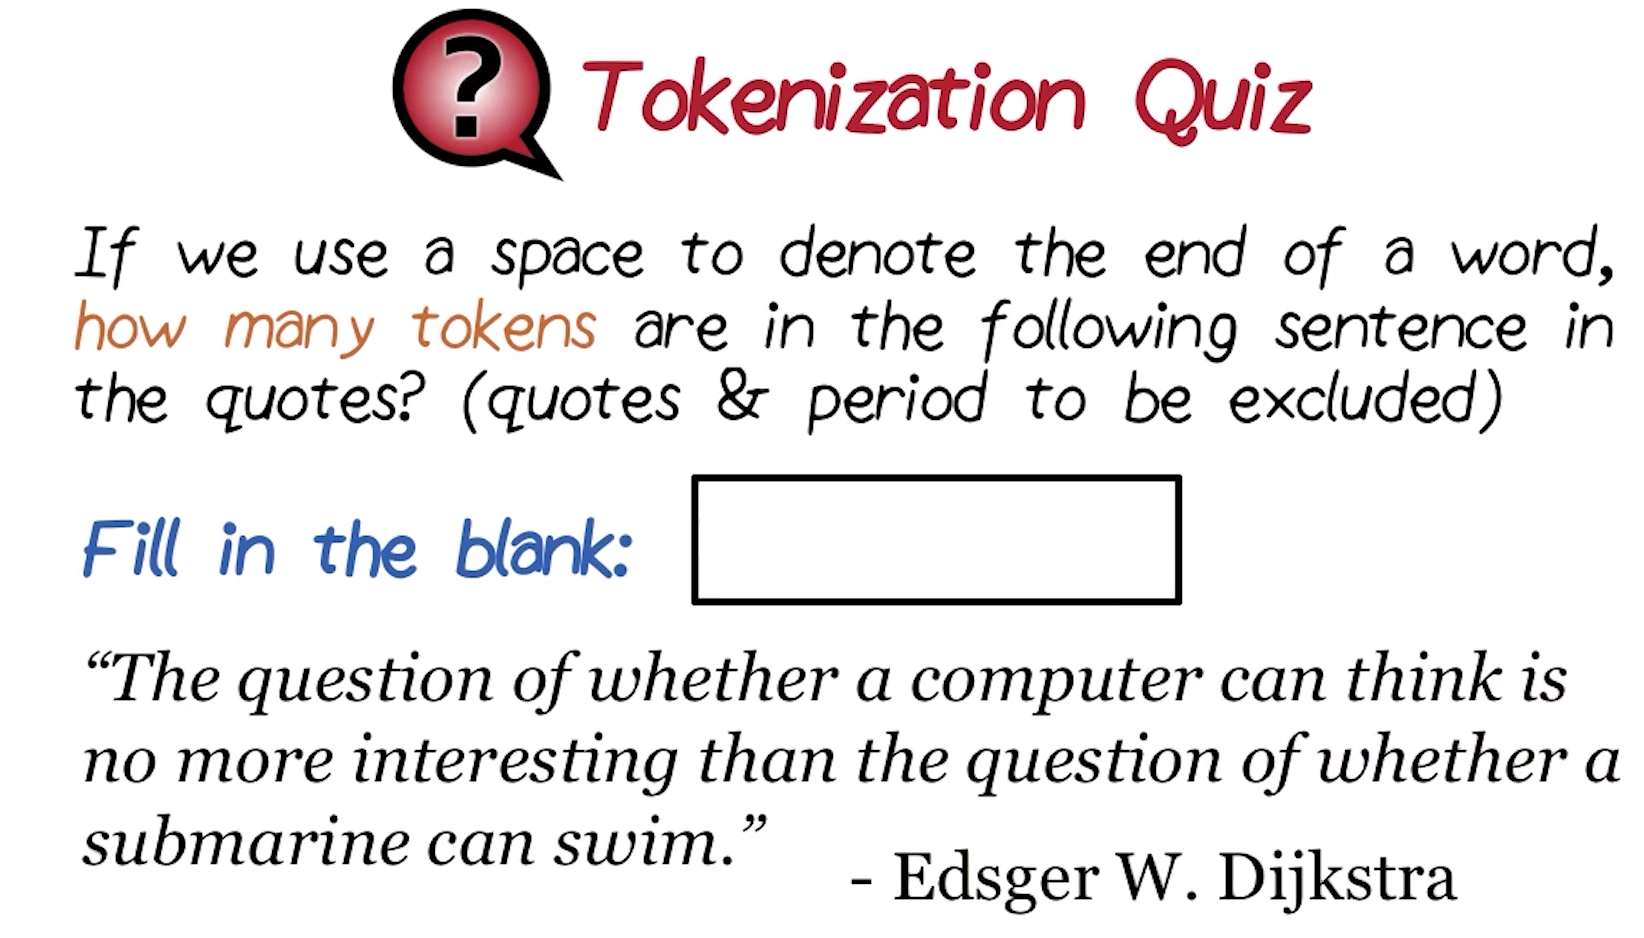 ?
Tokenization Quiz
If we use a space to denote the end of a word,
how many tokens are in the following sentence in
the quotes? (quotes & period to be excluded)
Fill in the blank:
“The question of whether a computer can think is
no more interesting than the question of whether a
submarine can swim.”
- Edsger W. Dijkstra